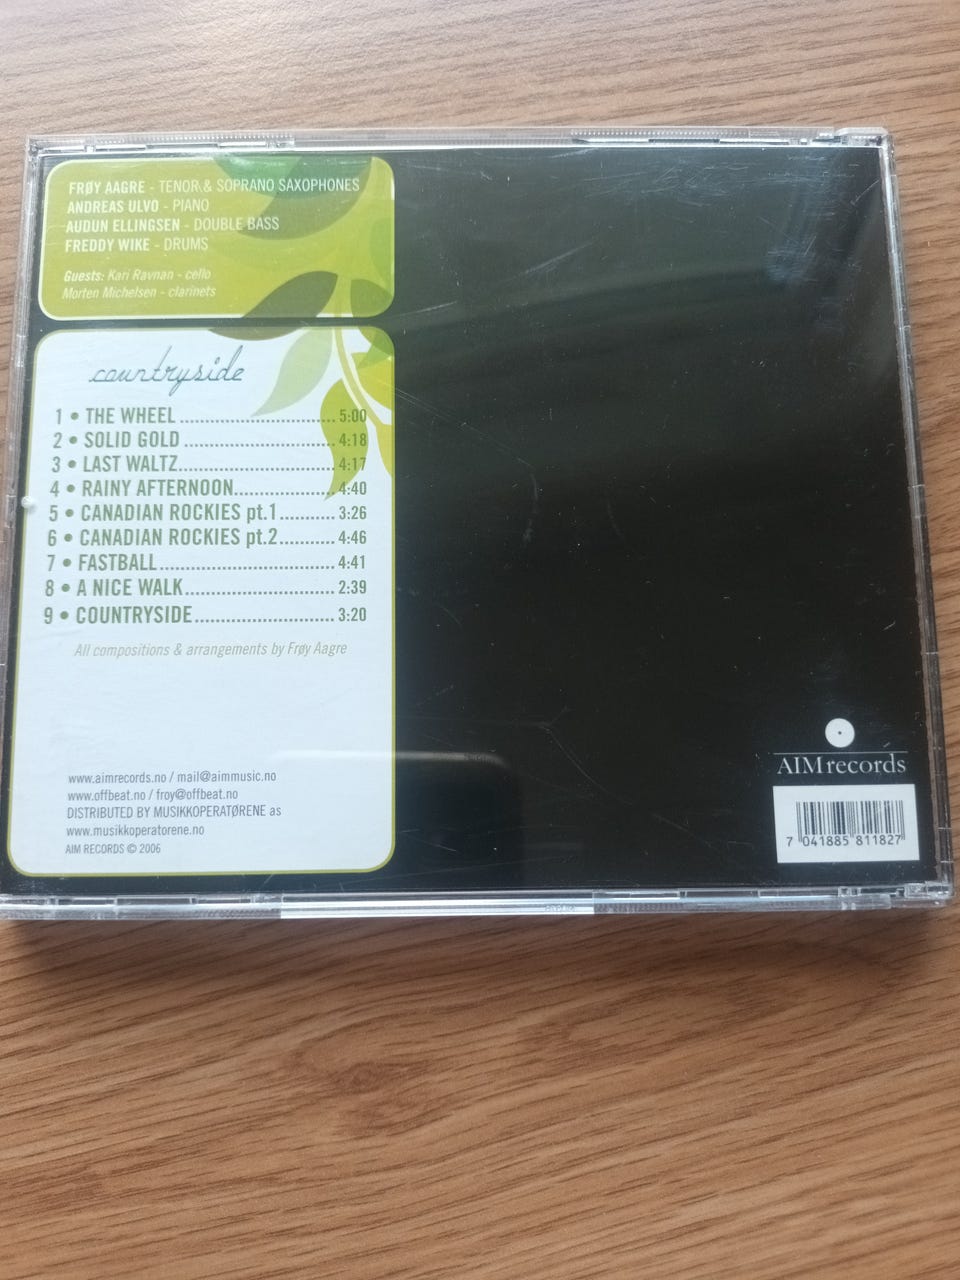 FRØY AAGRE - TENOR & SOPRANO SAXOPHONES
ANDREAS ULVO - PIANO
AUDUN ELLINGSEN - DOUBLE BASS
FREDDY WIKE - DRUMS
Guests: Kari Ravnan - cello
Morten Michelsen - clarinets
countryside
1 • THE WHEEL 5:00
2 • SOLID GOLD 4:18
3 • LAST WALTZ 4:17
4 • RAINY AFTERNOON 4:40
5 • CANADIAN ROCKIES pt.1 3:26
6 • CANADIAN ROCKIES pt.2 4:46
7 • FASTBALL 4:41
8 • A NICE WALK 2:39
9 • COUNTRYSIDE 3:20
All compositions & arrangements by Frøy Aagre
www.aimrecords.no / mail@aimmusic.no
www.offbeat.no / froy@offbeat.no
DISTRIBUTED BY MUSIKKOPERATØRENE as
www.musikkoperatorene.no
AIM RECORDS © 2006
AIM records
7 041885 811827